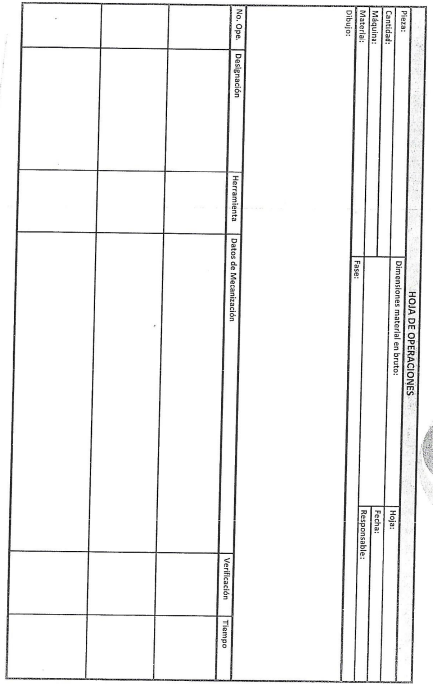 HOJA DE OPERACIONES
Pieza:
Dimensiones material en bruto:
Hoja:
Cantidad:
Fecha:
Máquina:
Responsable:
Material:
Fase:
Dibujo:
No. Ope. Designación Herramienta Datos de Mecanización Verificación Tiempo